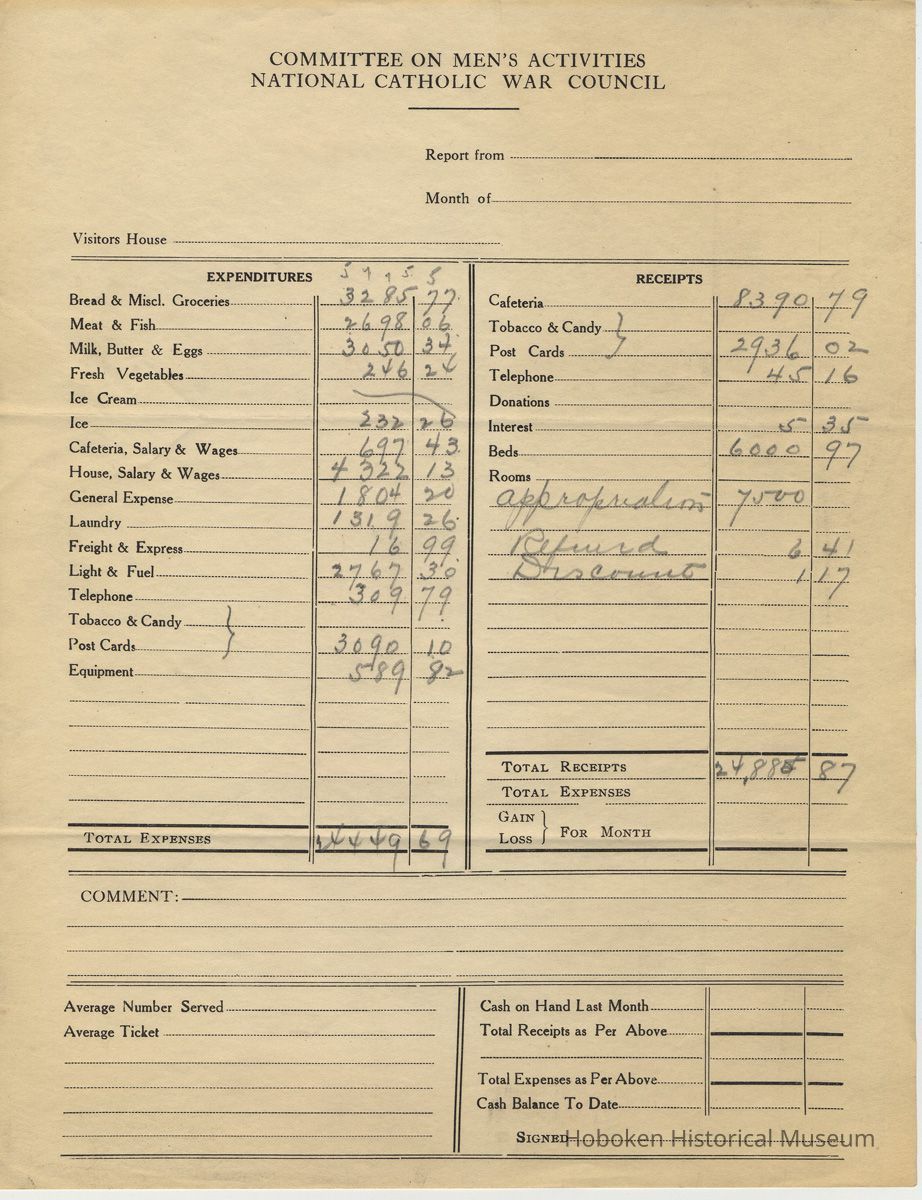 COMMITTEE ON MEN'S ACTIVITIES
NATIONAL CATHOLIC WAR COUNCIL
Report from
Month of
Visitors House
EXPENDITURES
Bread & Miscl. Groceries 3285 77
Meat & Fish 2698 06
Milk, Butter & Eggs 3050 34
Fresh Vegetables 246 24
Ice Cream
Ice 232 26
Cafeteria, Salary & Wages 697 43
House, Salary & Wages 4322 13
General Expense 1804 20
Laundry 1319 26
Freight & Express 16 99
Light & Fuel 2767 30
Telephone 309 79
Tobacco & Candy
Post Cards 3090 10
Equipment 589 82
TOTAL EXPENSES 24449 69
RECEIPTS
Cafeteria 8390 79
Tobacco & Candy
Post Cards 2936 02
Telephone 45 16
Donations
Interest 5 35
Beds 6000 97
Rooms
appropriation 7500
Refund 6 41
Discount 1 17
TOTAL RECEIPTS 24,885 87
TOTAL EXPENSES
GAIN
LOSS } FOR MONTH
COMMENT:
Average Number Served
Average Ticket
Cash on Hand Last Month
Total Receipts as Per Above
Total Expenses as Per Above
Cash Balance To Date
SIGNED
Hoboken Historical Museum